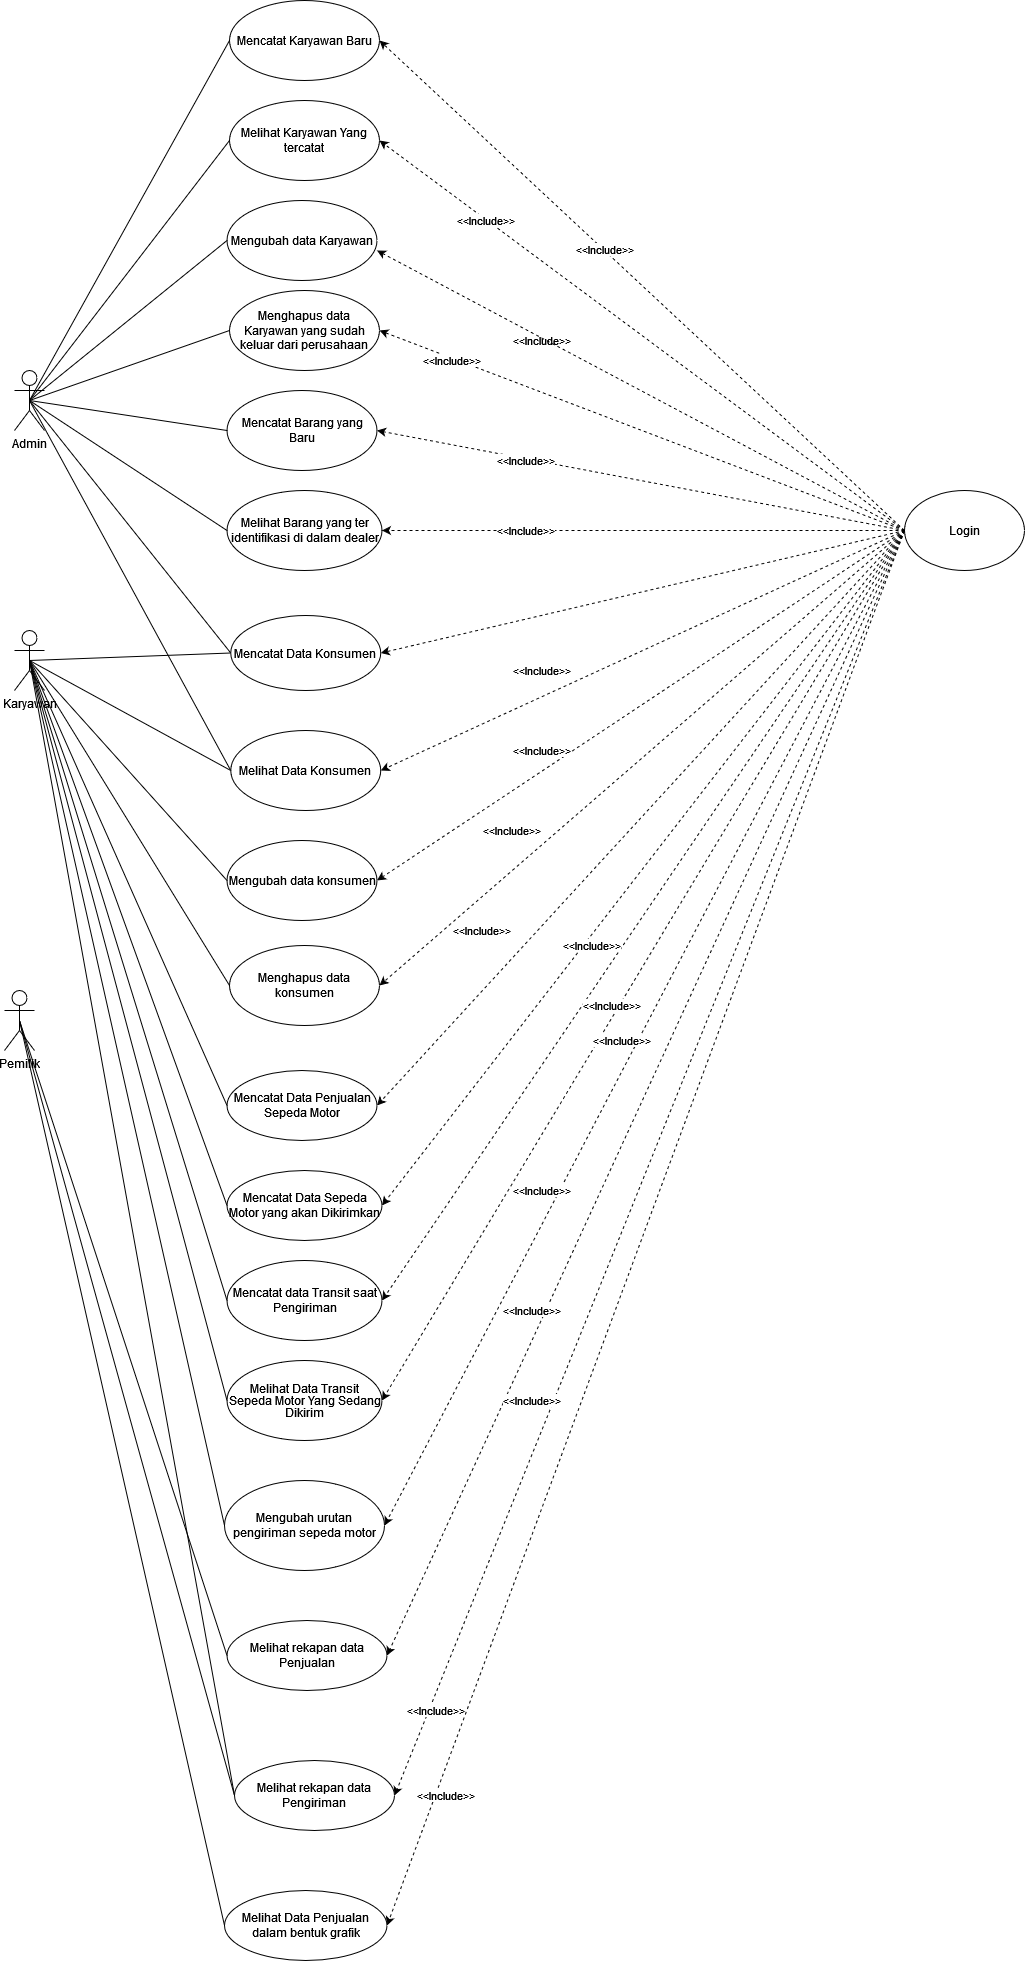 Mencatat Karyawan Baru
Melihat Karyawan Yang
tercatat
<<Include>>
Mengubah data Karyawan
<<Include>>
Menghapus data
Karyawan yang sudah
keluar dari perusahaan
<<Include>>
<<Include>>
Admin
Mencatat Barang yang
Baru
<<Include>>
Melihat Barang yang ter
identifikasi di dalam dealer
<<Include>>
Login
Mencatat Data Konsumen
<<Include>>
Karyawan
Melihat Data Konsumen
<<Include>>
<<Include>>
Mengubah data konsumen
<<Include>>
<<Include>>
Menghapus data
konsumen
<<Include>>
<<Include>>
Pemilik
Mencatat Data Penjualan
Sepeda Motor
Mencatat Data Sepeda
Motor yang akan Dikirimkan
<<Include>>
Mencatat data Transit saat
Pengiriman
<<Include>>
Melihat Data Transit
Sepeda Motor Yang Sedang
Dikirim
<<Include>>
Mengubah urutan
pengiriman sepeda motor
Melihat rekapan data
Penjualan
<<Include>>
Melihat rekapan data
Pengiriman
<<Include>>
Melihat Data Penjualan
dalam bentuk grafik